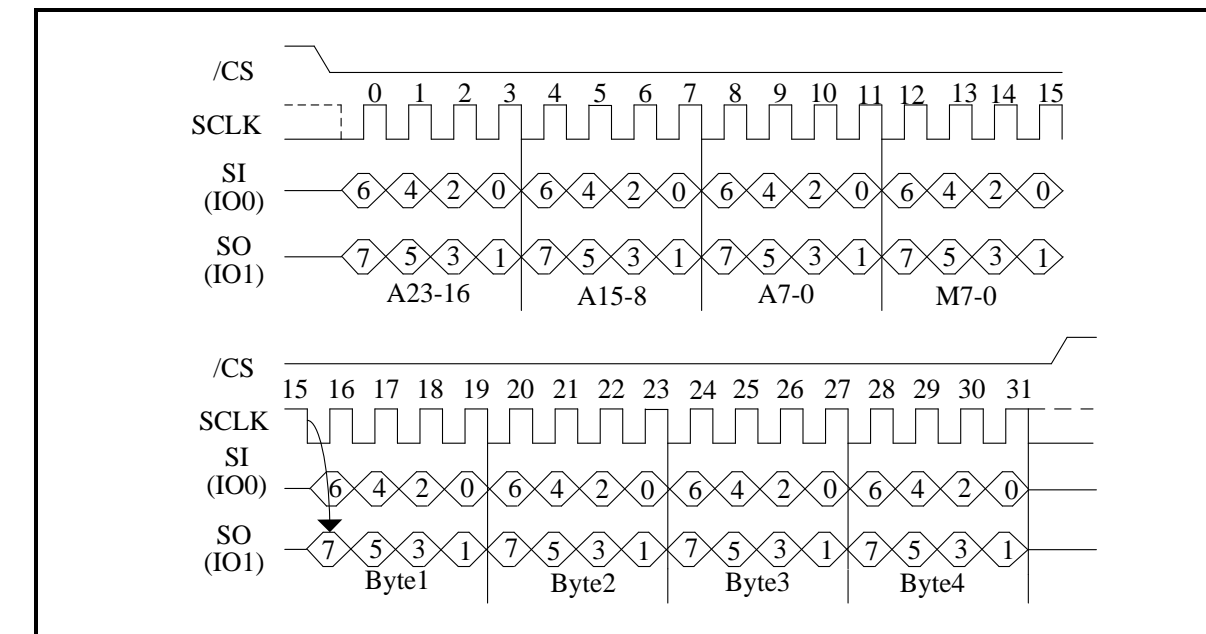 /CS
0 1 2 3 4 5 6 7 8 9 10 11 12 13 14 15
SCLK
SI
(IO0)
6 4 2 0 6 4 2 0 6 4 2 0 6 4 2 0
SO
(IO1)
7 5 3 1 7 5 3 1 7 5 3 1 7 5 3 1
A23-16 A15-8 A7-0 M7-0
/CS
15 16 17 18 19 20 21 22 23 24 25 26 27 28 29 30 31
SCLK
SI
(IO0)
6 4 2 0 6 4 2 0 6 4 2 0 6 4 2 0
SO
(IO1)
7 5 3 1 7 5 3 1 7 5 3 1 7 5 3 1
Byte1 Byte2 Byte3 Byte4